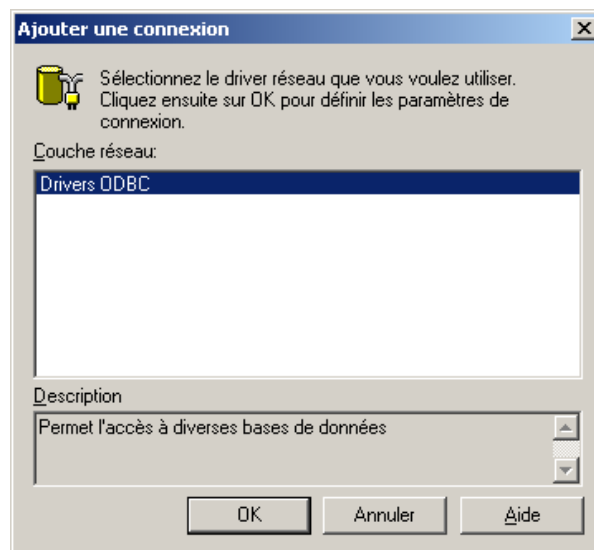 Ajouter une connexion
Sélectionnez le driver réseau que vous voulez utiliser.
Cliquez ensuite sur OK pour définir les paramètres de
connexion.
Couche réseau:
Drivers ODBC
Description
Permet l'accès à diverses bases de données
OK
Annuler
Aide